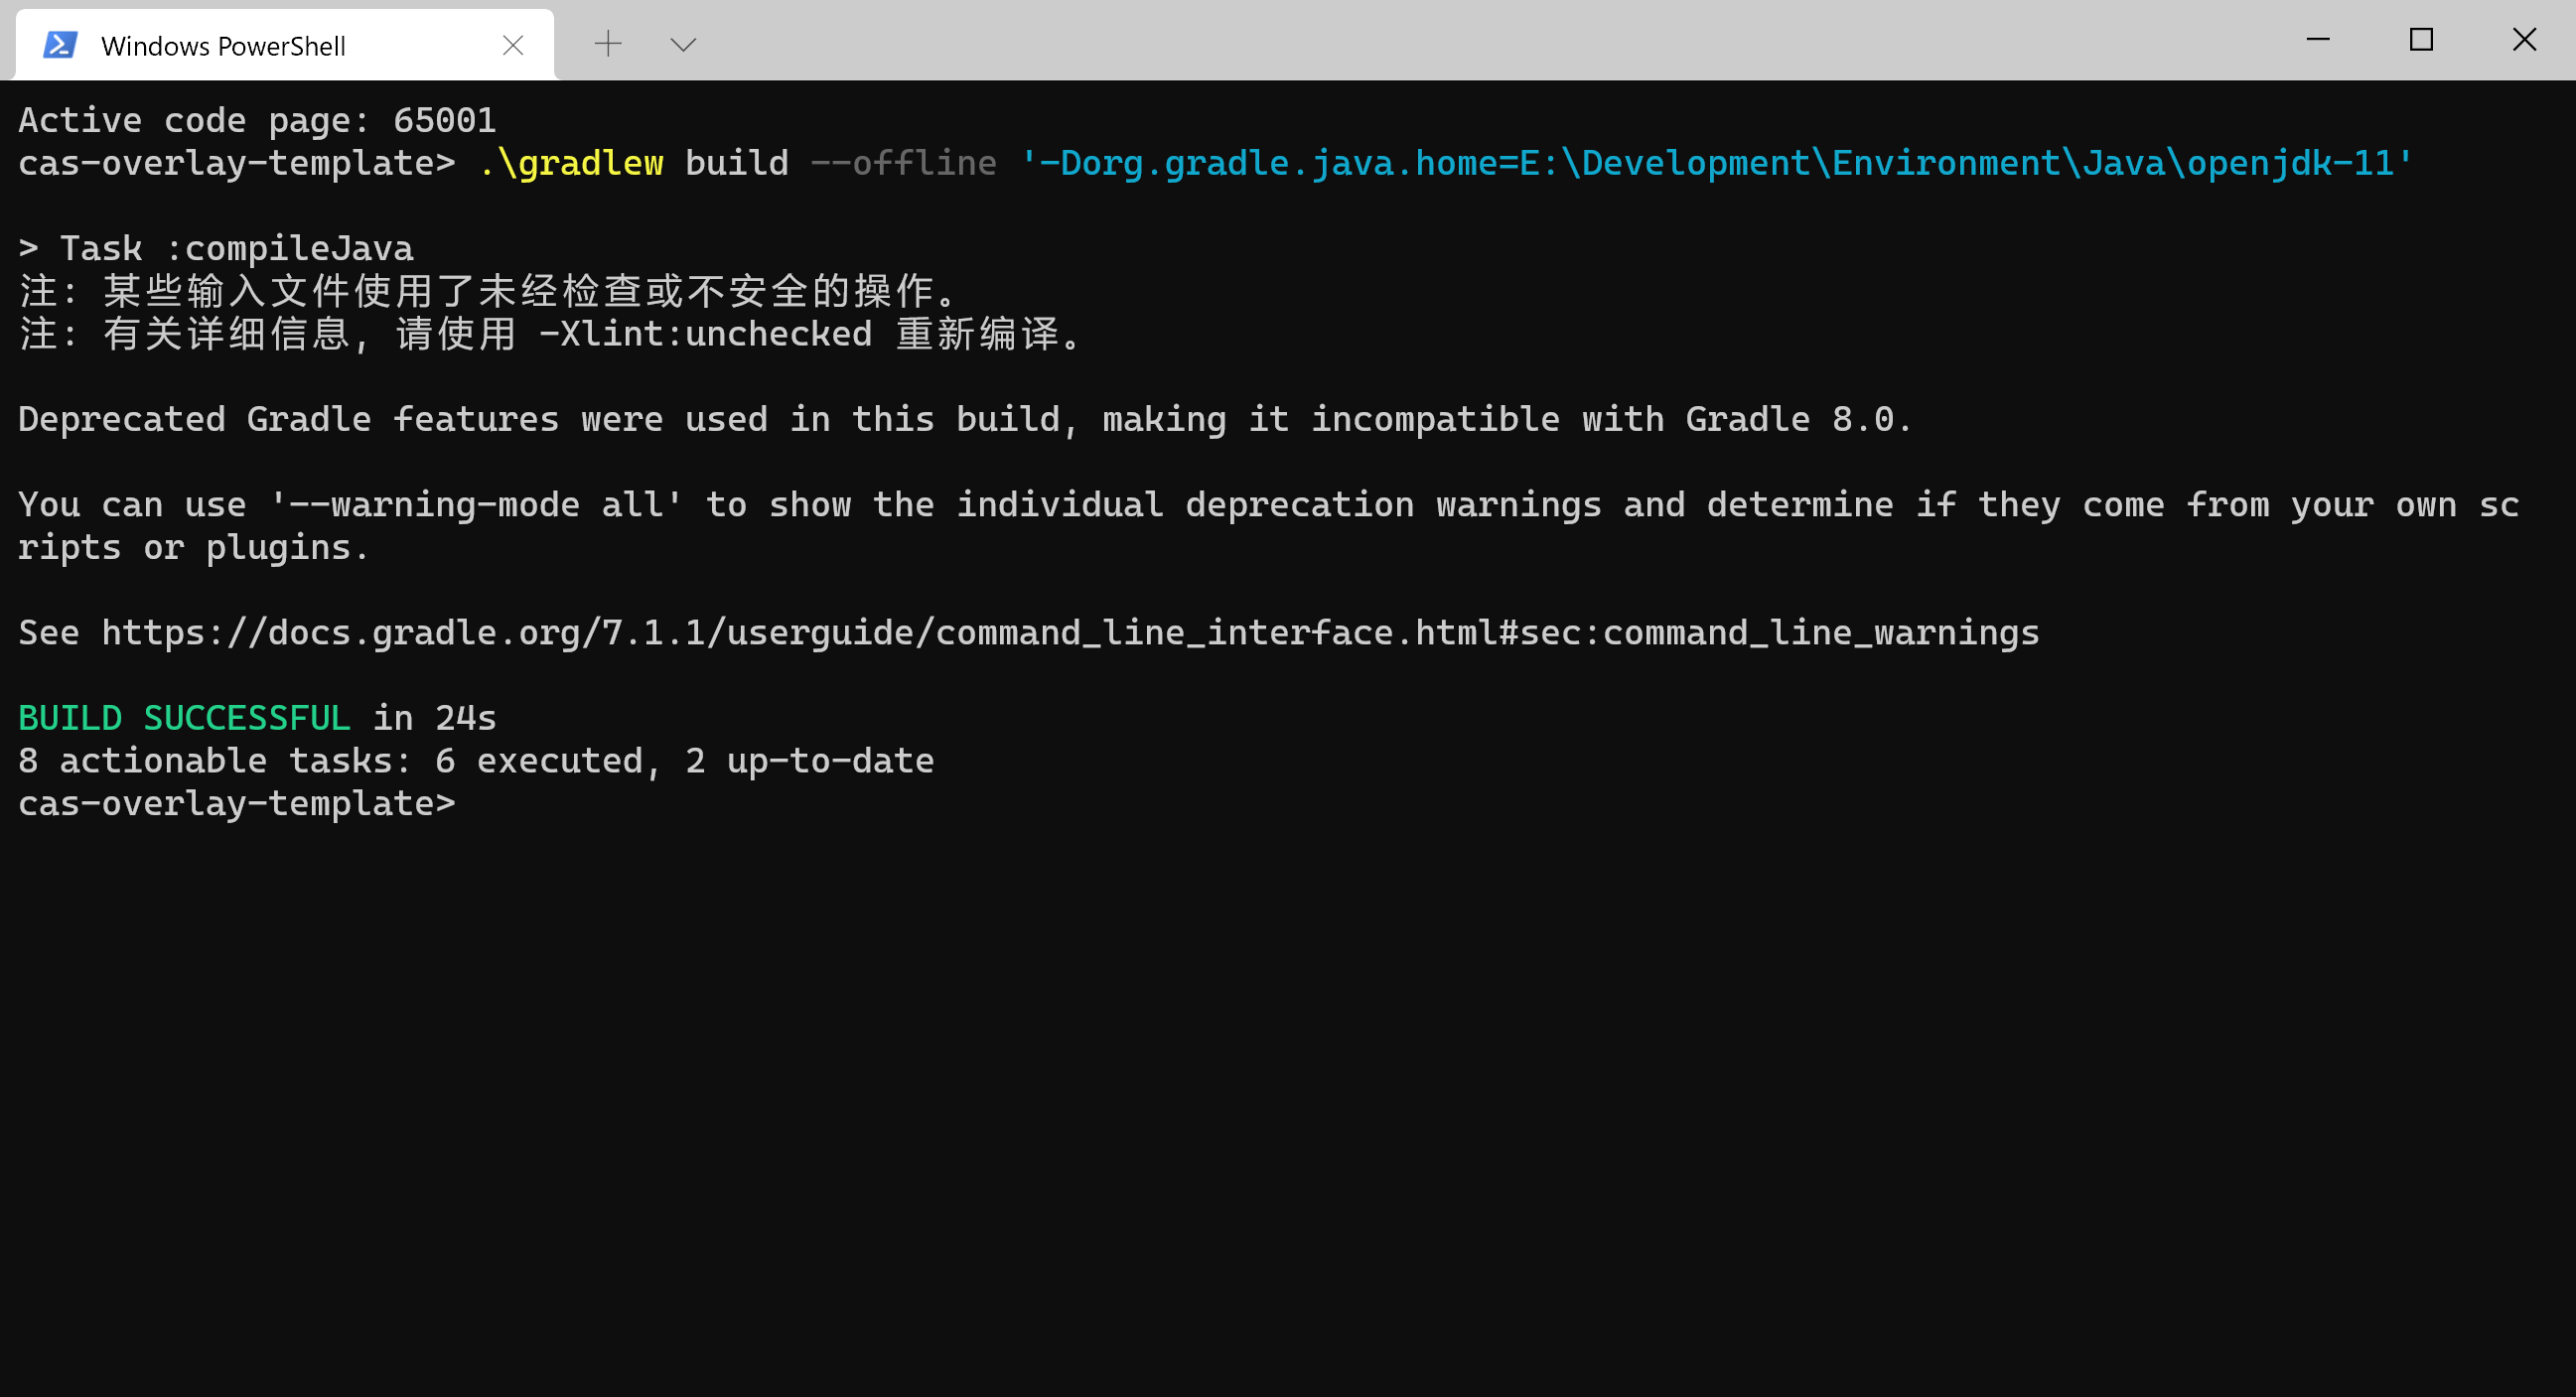 Windows PowerShell
Active code page: 65001
cas-overlay-template> .\gradlew build --offline '-Dorg.gradle.java.home=E:\Development\Environment\Java\openjdk-11'
> Task :compileJava
注: 某些输入文件使用了未经检查或不安全的操作。
注: 有关详细信息, 请使用 -Xlint:unchecked 重新编译。
Deprecated Gradle features were used in this build, making it incompatible with Gradle 8.0.
You can use '--warning-mode all' to show the individual deprecation warnings and determine if they come from your own sc
ripts or plugins.
See https://docs.gradle.org/7.1.1/userguide/command_line_interface.html#sec:command_line_warnings
BUILD SUCCESSFUL in 24s
8 actionable tasks: 6 executed, 2 up-to-date
cas-overlay-template>